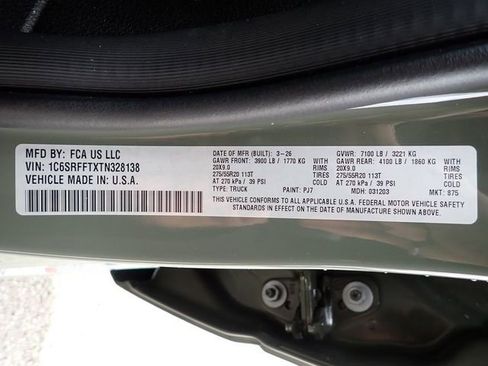 MFD BY: FCA US LLC
VIN: 1C6SRFFTXTN328138
VEHICLE MADE IN: U.S.A.
DATE OF MFR (BUILT): 3-26 GVWR: 7100 LB / 3221 KG
GAWR FRONT: 3900 LB / 1770 KG GAWR REAR: 4100 LB / 1860 KG
20X9.0 RIMS 20X9.0 RIMS
275/55R20 113T TIRES 275/55R20 113T TIRES
AT 270 kPa / 39 PSI AT 270 kPa / 39 PSI
TYPE: TRUCK PAINT: PJ7 MDH: 031203 MKT: 875
THIS VEHICLE CONFORMS TO ALL APPLICABLE U.S.A. FEDERAL MOTOR VEHICLE SAFETY
STANDARDS IN EFFECT ON THE DATE OF MANUFACTURE SHOWN ABOVE